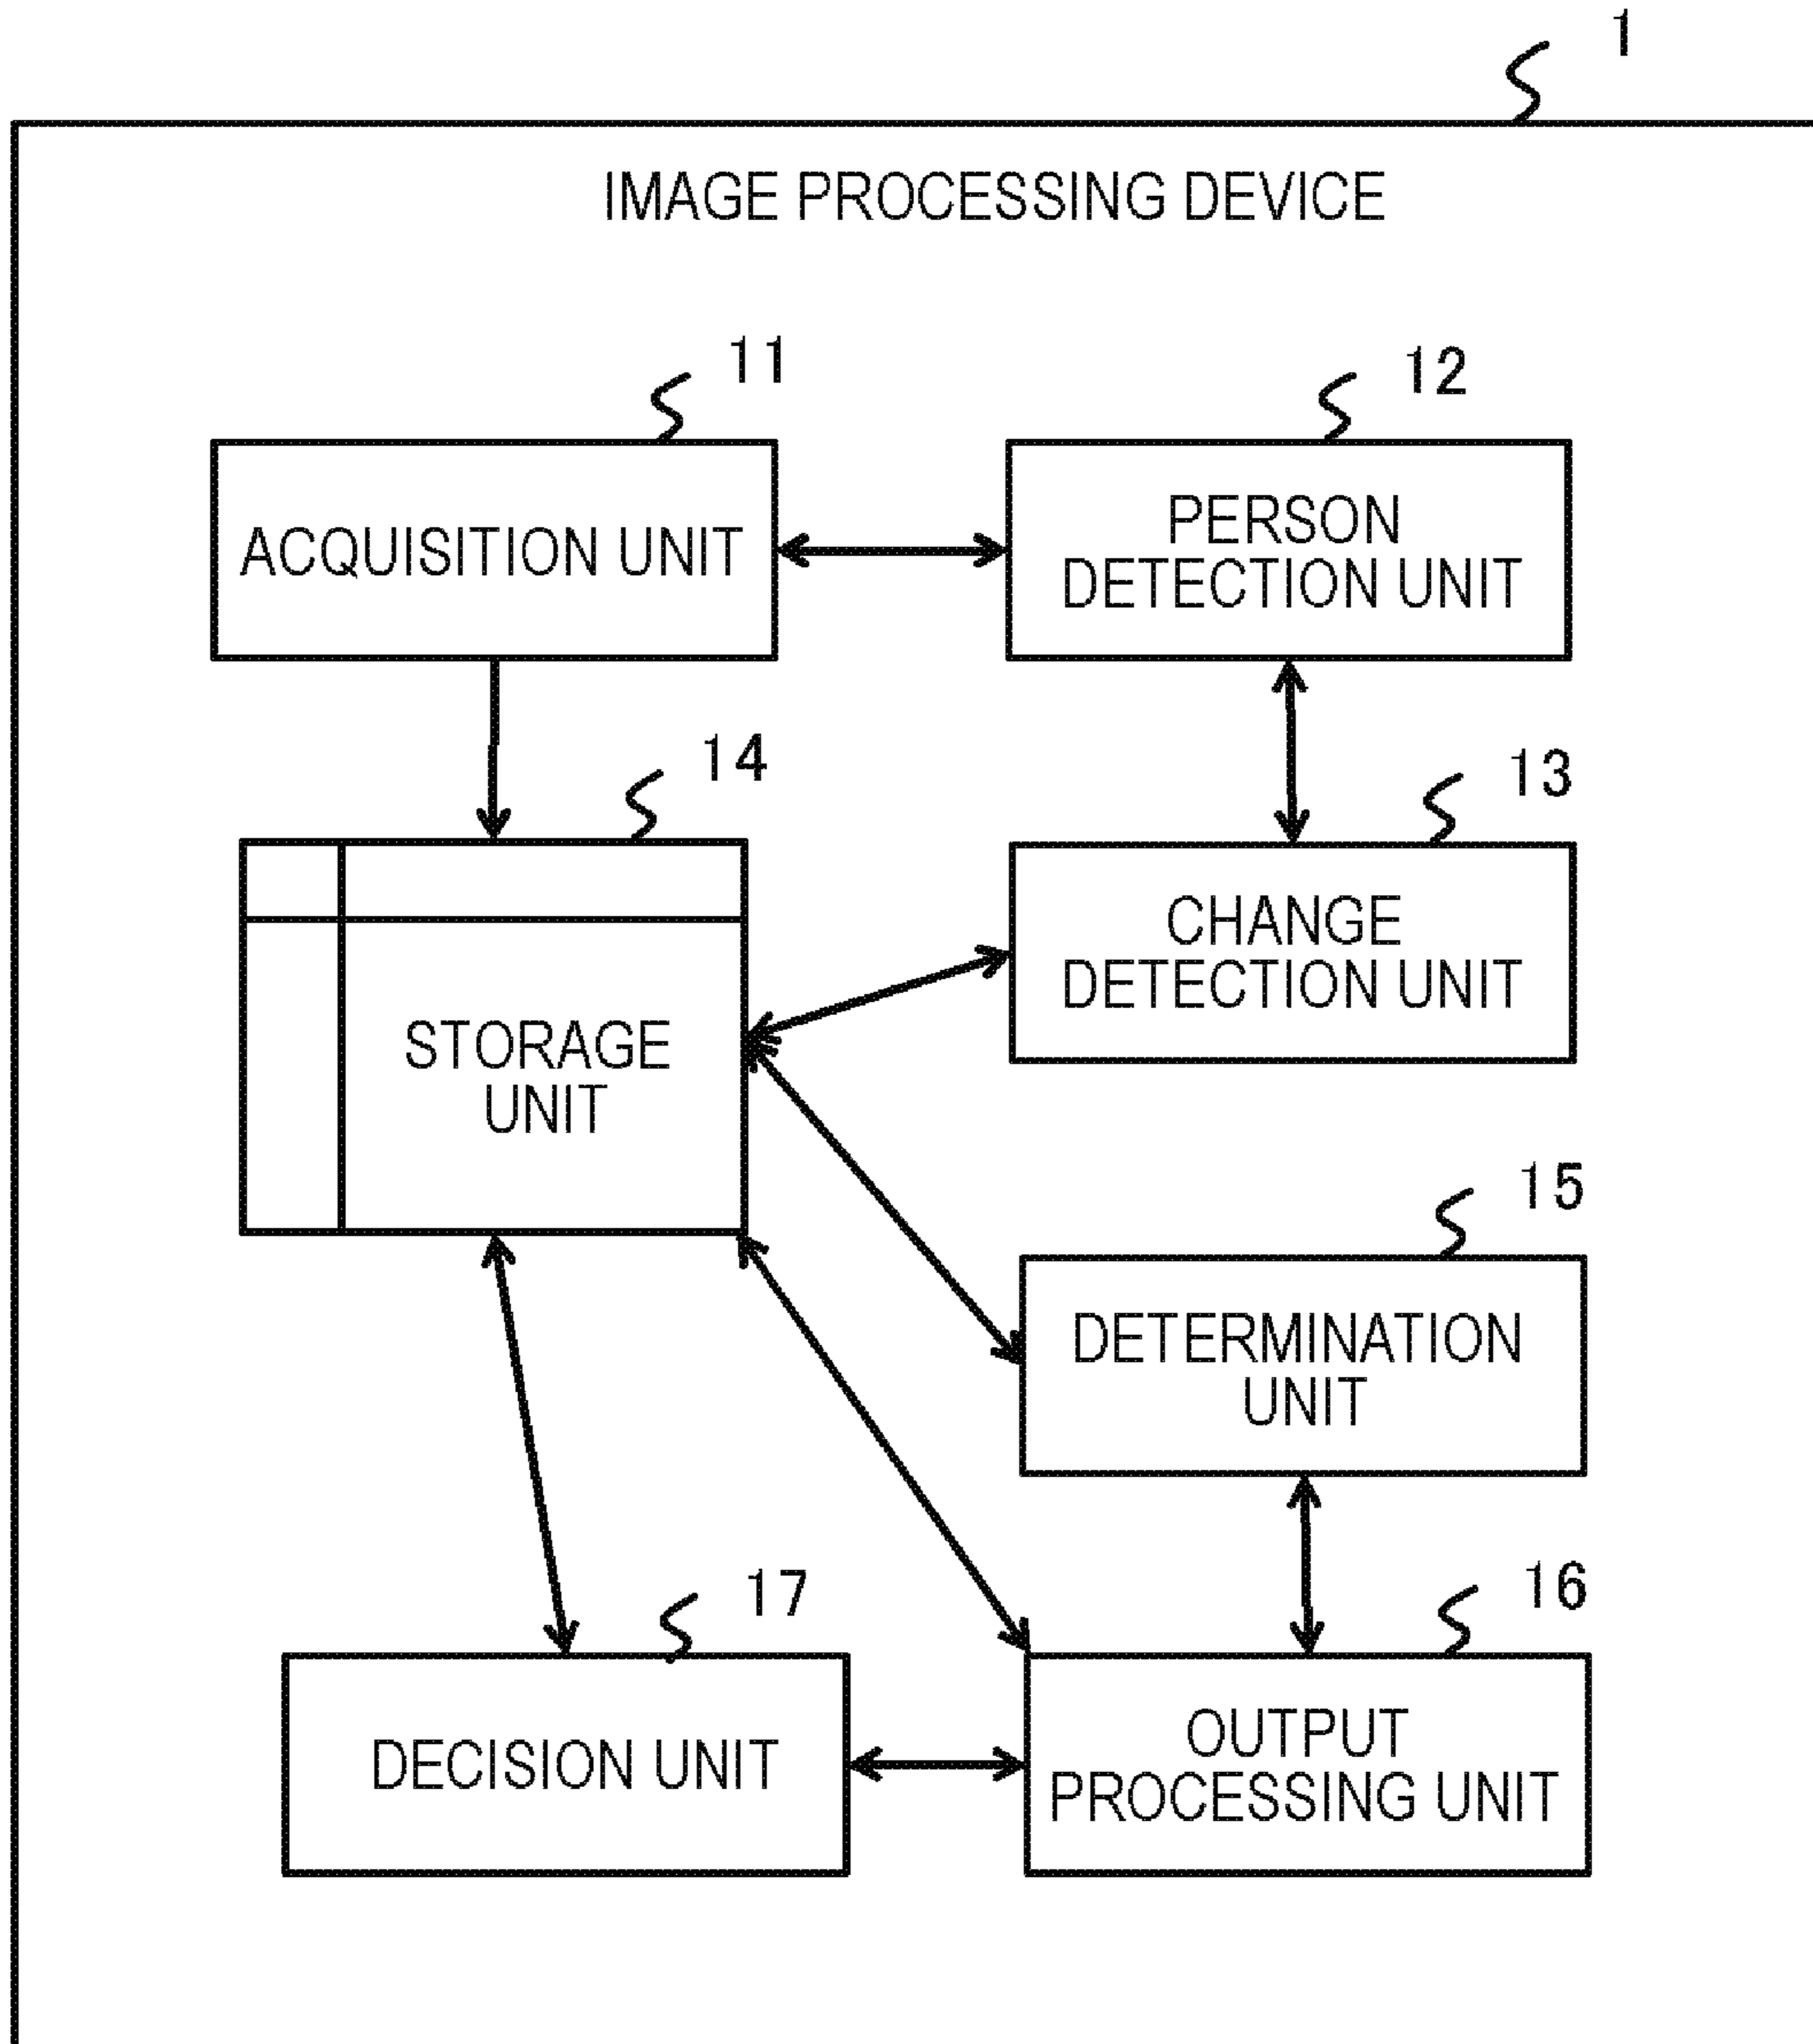 1
IMAGE PROCESSING DEVICE
11
12
ACQUISITION UNIT
PERSON
DETECTION UNIT
14
13
STORAGE
UNIT
CHANGE
DETECTION UNIT
15
DETERMINATION
UNIT
17
16
DECISION UNIT
OUTPUT
PROCESSING UNIT